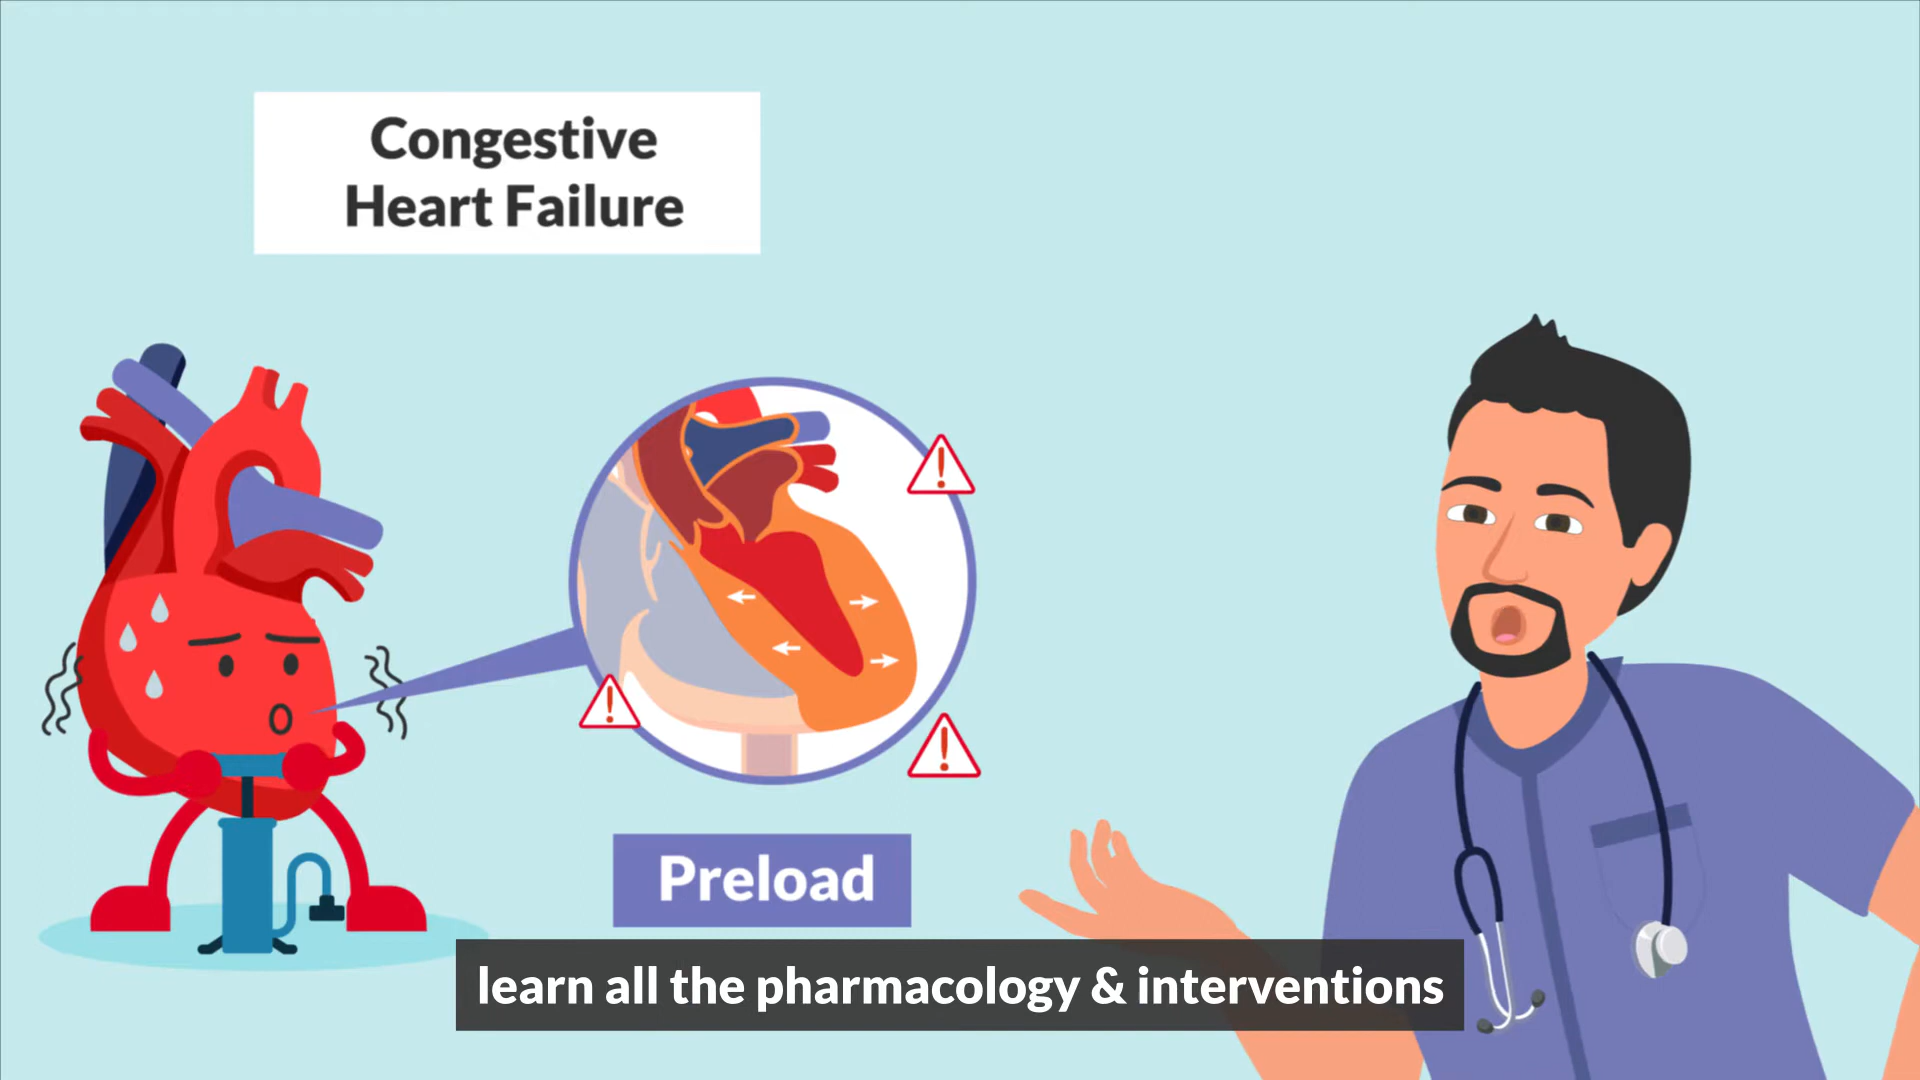 Congestive
Heart Failure
Preload
learn all the pharmacology & interventions